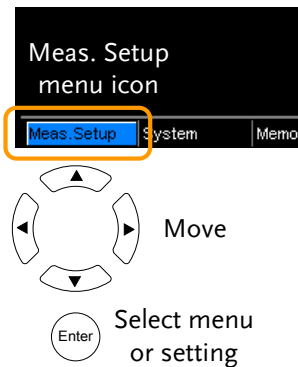 Meas. Setup
menu icon
Meas.Setup System Memo
Move
Enter
Select menu
or setting